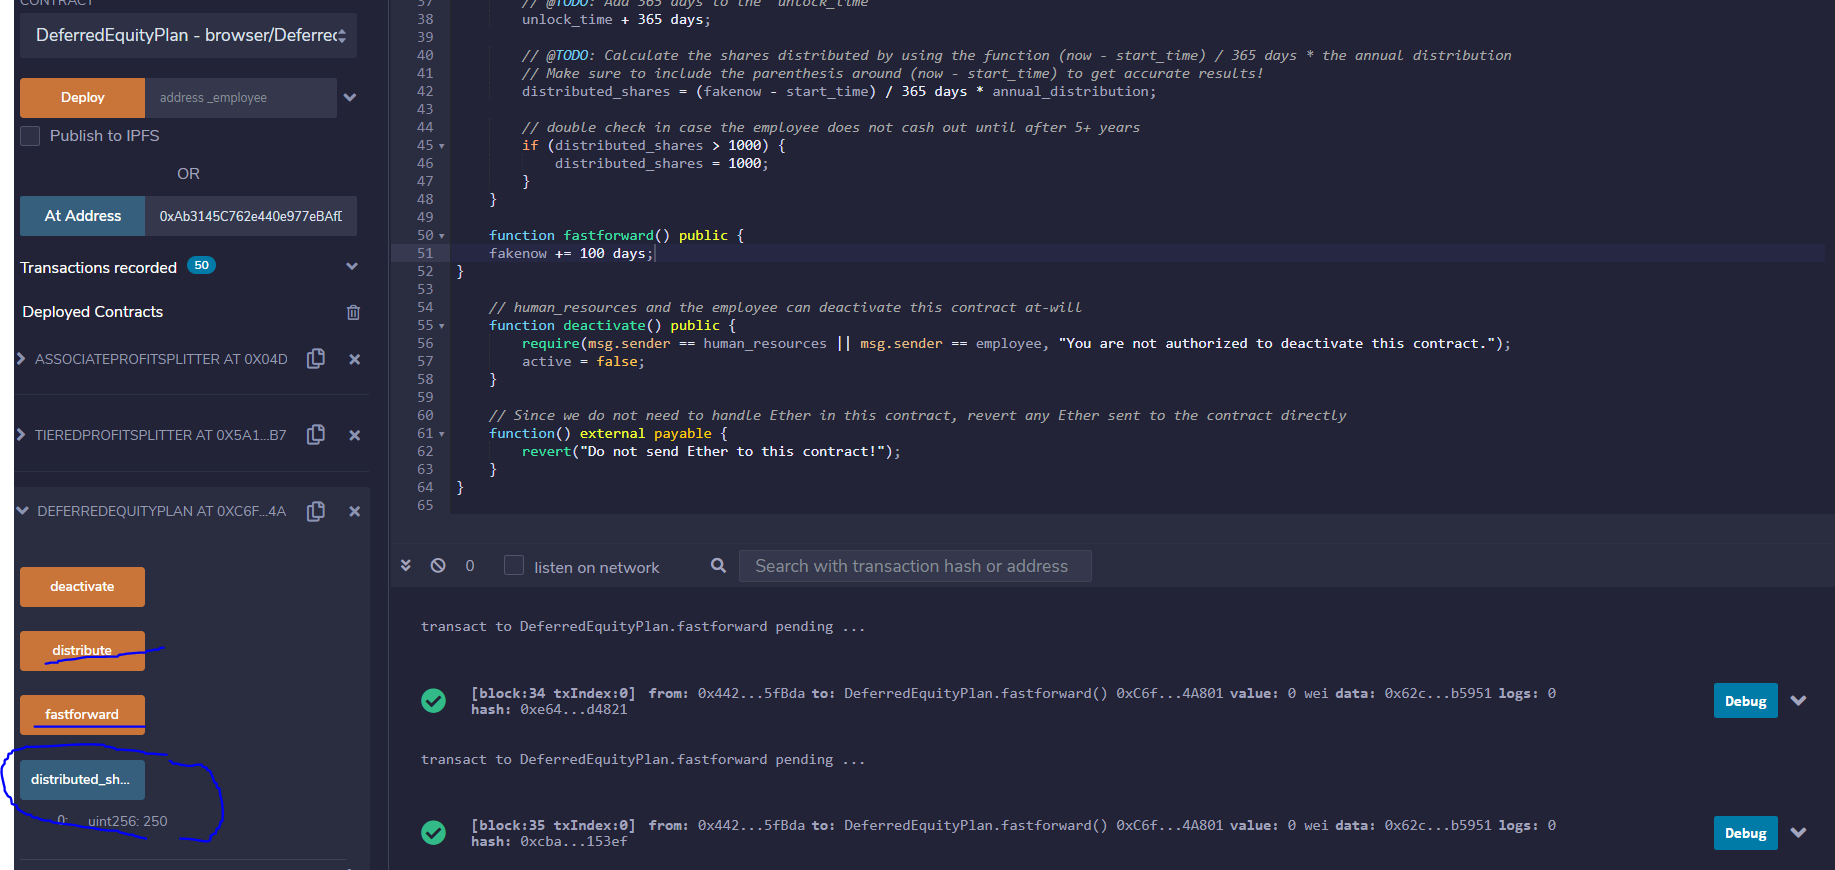 CONTRACT
DeferredEquityPlan - browser/Deferrec
Deploy
address _employee
Publish to IPFS
OR
At Address
0xAb3145C762e440e977eBAfD
Transactions recorded 50
Deployed Contracts
ASSOCIATEPROFITSPLITTER AT 0X04D
TIEREDPROFITSPLITTER AT 0X5A1...B7
DEFERREDEQUITYPLAN AT 0XC6F...4A
deactivate
distribute
fastforward
distributed_sh...
0: uint256: 250
37 // @TODO: Add 365 days to the `unlock_time`
38 unlock_time + 365 days;
39
40 // @TODO: Calculate the shares distributed by using the function (now - start_time) / 365 days * the annual distribution
41 // Make sure to include the parenthesis around (now - start_time) to get accurate results!
42 distributed_shares = (fakenow - start_time) / 365 days * annual_distribution;
43
44 // double check in case the employee does not cash out until after 5+ years
45 if (distributed_shares > 1000) {
46 distributed_shares = 1000;
47 }
48 }
49
50 function fastforward() public {
51 fakenow += 100 days;
52 }
53
54 // human_resources and the employee can deactivate this contract at-will
55 function deactivate() public {
56 require(msg.sender == human_resources || msg.sender == employee, "You are not authorized to deactivate this contract.");
57 active = false;
58 }
59
60 // Since we do not need to handle Ether in this contract, revert any Ether sent to the contract directly
61 function() external payable {
62 revert("Do not send Ether to this contract!");
63 }
64 }
65
0 listen on network Search with transaction hash or address
transact to DeferredEquityPlan.fastforward pending ...
[block:34 txIndex:0] from: 0x442...5fBda to: DeferredEquityPlan.fastforward() 0xC6f...4A801 value: 0 wei data: 0x62c...b5951 logs: 0
hash: 0xe64...d4821
Debug
transact to DeferredEquityPlan.fastforward pending ...
[block:35 txIndex:0] from: 0x442...5fBda to: DeferredEquityPlan.fastforward() 0xC6f...4A801 value: 0 wei data: 0x62c...b5951 logs: 0
hash: 0xcba...153ef
Debug